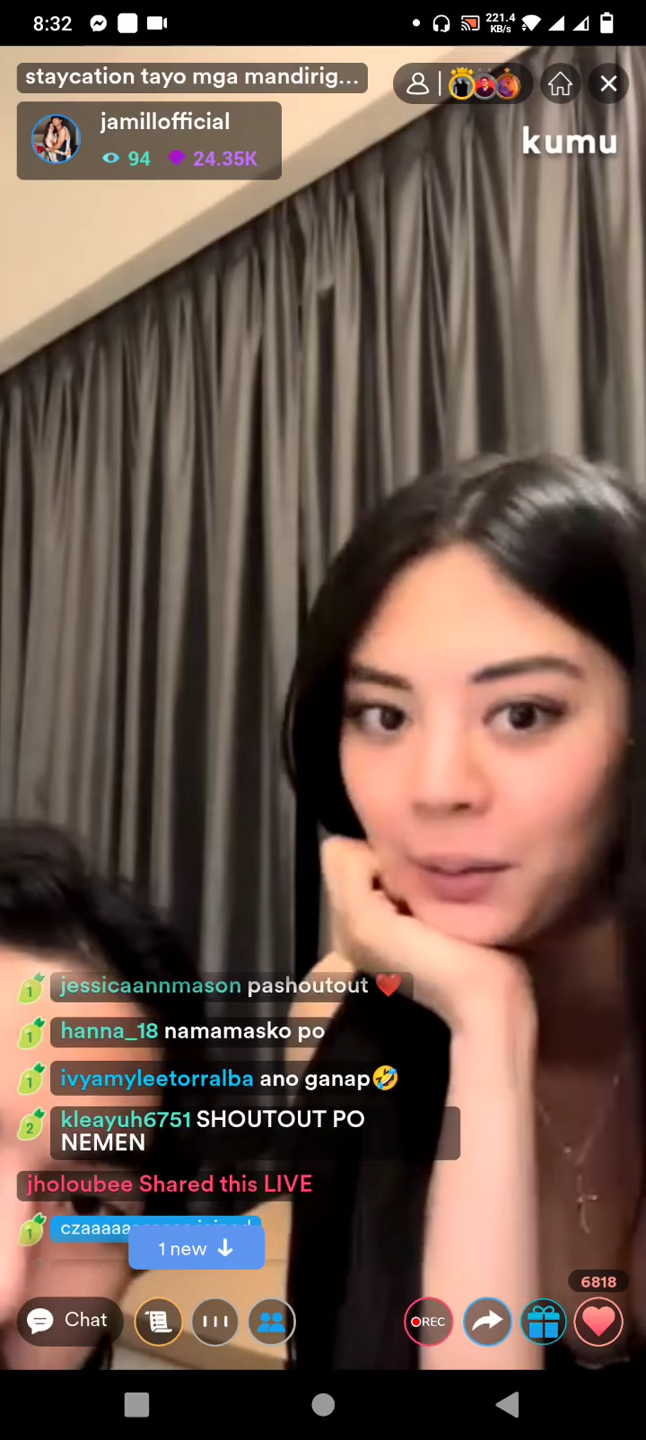 8:32
221.4
KB/s
staycation tayo mga mandirig...
jamillofficial
94
24.35K
kumu
1 jessicaannmason pashoutout ❤️
1 hanna_18 namamasko po
1 ivyamyleetorralba ano ganap🤣
2 kleayuh6751 SHOUTOUT PO
NEMEN
jholoubee Shared this LIVE
1
1 new ↓
6818
Chat
REC